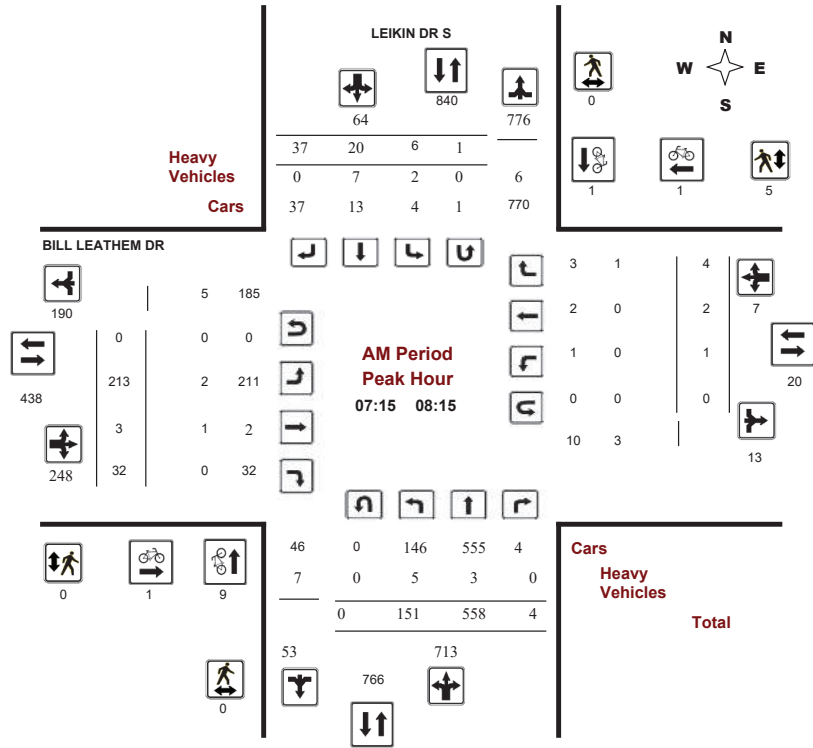 LEIKIN DR S
N
W E
S
840
0
64 776
37 20 6 1
Heavy
Vehicles
0 7 2 0 6
Cars
37 13 4 1 770
1 1 5
BILL LEATHEM DR
190
5 185
3 1 4
7
0 0 0
2 0 2
438
213 2 211
AM Period
Peak Hour
07:15 08:15
1 0 1
20
3 1 2
0 0 0
248
32 0 32
10 3
13
46 0 146 555 4
Cars
7 0 5 3 0
Heavy
Vehicles
0 1 9
0 151 558 4
Total
53 713
766
0